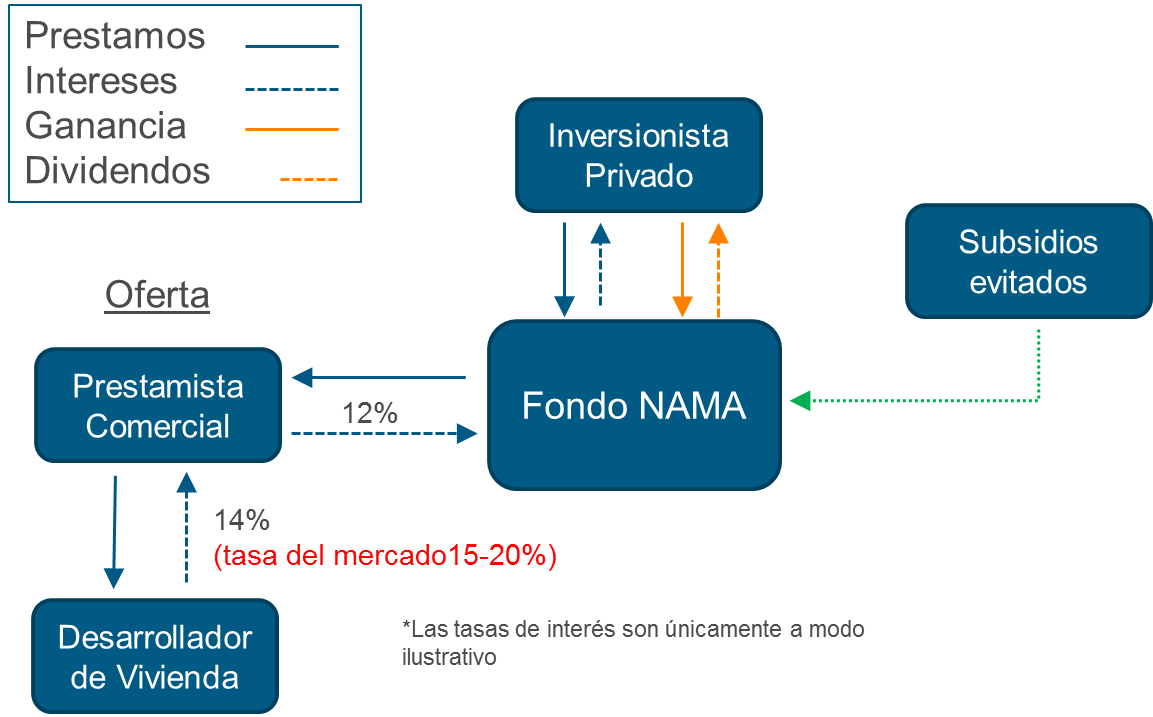 Prestamos
Intereses
Ganancia
Dividendos
Inversionista
Privado
Subsidios
evitados
Oferta
Prestamista
Comercial
12%
Fondo NAMA
14%
(tasa del mercado15-20%)
Desarrollador
de Vivienda
*Las tasas de interés son únicamente a modo
ilustrativo